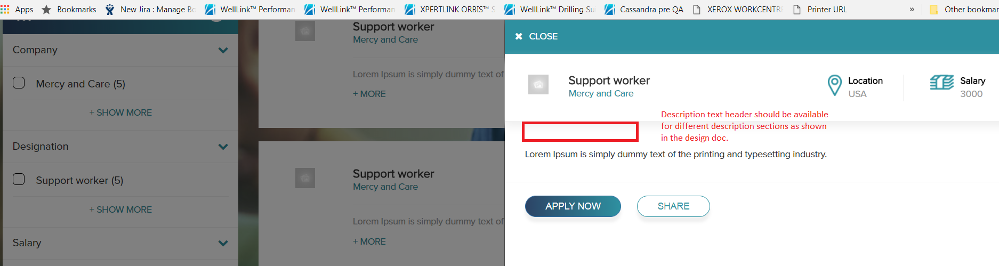 Apps Bookmarks New Jira : Manage Bo WellLink™ Performan WellLink™ Performan XPERTLINK ORBIS™ S WellLink™ Drilling Su Cassandra pre QA XEROX WORKCENTRE Printer URL » Other bookmar
Company
Mercy and Care (5)
+ SHOW MORE
Designation
Support worker (5)
+ SHOW MORE
Salary
Support worker
Mercy and Care
Lorem Ipsum is simply dummy text of
+ MORE
Support worker
Mercy and Care
Lorem Ipsum is simply dummy text of
+ MORE
CLOSE
Support worker
Mercy and Care
Location
USA
Salary
3000
Description text header should be available
for different description sections as shown
in the design doc.
Lorem Ipsum is simply dummy text of the printing and typesetting industry.
APPLY NOW
SHARE